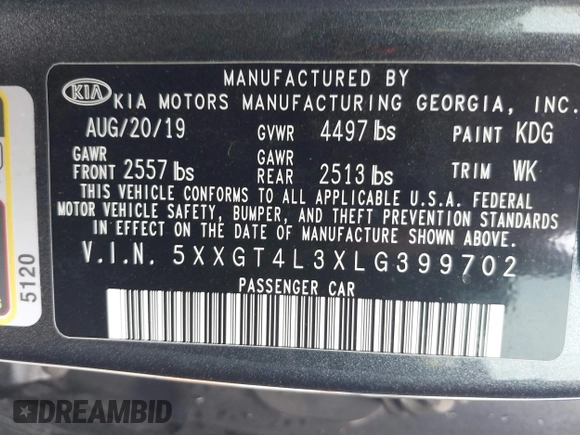 MANUFACTURED BY
KIA KIA MOTORS MANUFACTURING GEORGIA, INC.
AUG/20/19 GVWR 4497 lbs PAINT KDG
GAWR FRONT 2557 lbs GAWR REAR 2513 lbs TRIM WK
THIS VEHICLE CONFORMS TO ALL APPLICABLE U.S.A. FEDERAL
MOTOR VEHICLE SAFETY, BUMPER, AND THEFT PREVENTION STANDARDS
IN EFFECT ON THE DATE OF MANUFACTURE SHOWN ABOVE.
V.I.N. 5XXGT4L3XLG399702
PASSENGER CAR
5120
DREAMBID